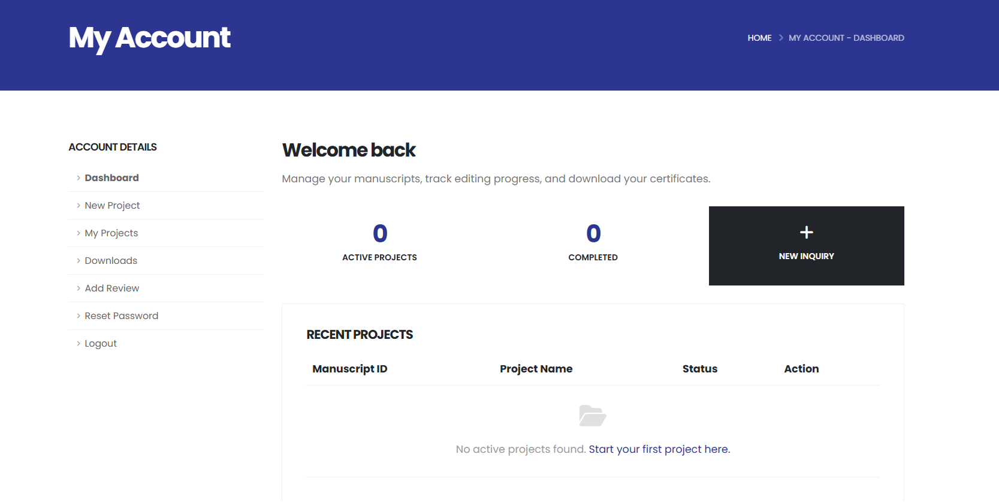 My Account
HOME > MY ACCOUNT - DASHBOARD
ACCOUNT DETAILS
> Dashboard
> New Project
> My Projects
> Downloads
> Add Review
> Reset Password
> Logout
Welcome back
Manage your manuscripts, track editing progress, and download your certificates.
0
ACTIVE PROJECTS
0
COMPLETED
+
NEW INQUIRY
RECENT PROJECTS
Manuscript ID Project Name Status Action
No active projects found. Start your first project here.